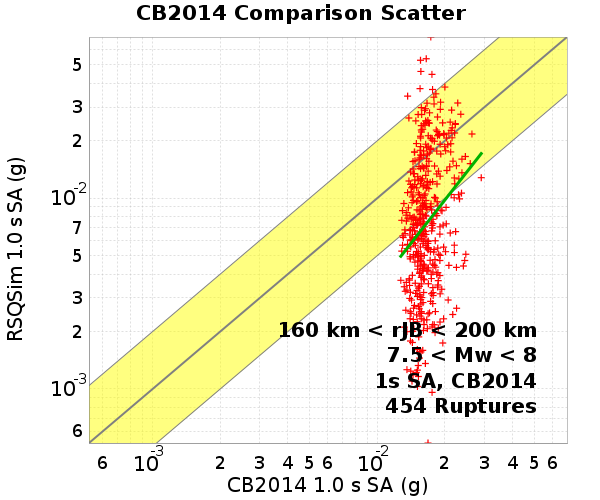 CB2014 Comparison Scatter
RSQSim 1.0 s SA (g)
5
3
2
10-2
7
5
3
2
10-3
6
160 km < rJB < 200 km
7.5 < Mw < 8
1s SA, CB2014
454 Ruptures
6 10-3 2 3 4 5 6 10-2 2 3 4 5 6
CB2014 1.0 s SA (g)